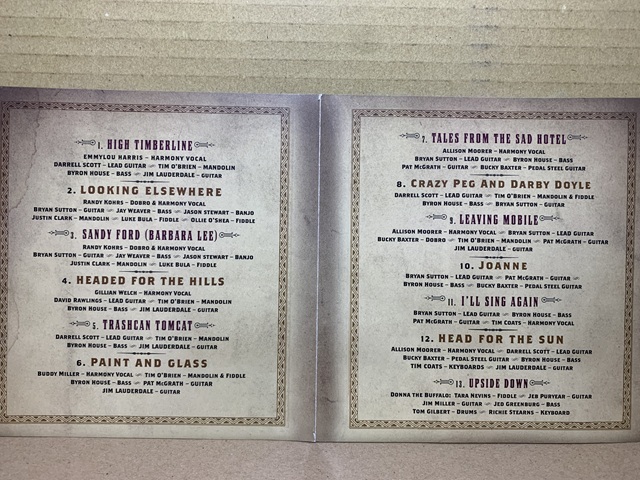 1. HIGH TIMBERLINE
EMMYLOU HARRIS – HARMONY VOCAL
DARRELL SCOTT – LEAD GUITAR ~ TIM O'BRIEN – MANDOLIN
BYRON HOUSE – BASS ~ JIM LAUDERDALE – GUITAR
2. LOOKING ELSEWHERE
RANDY KOHRS – DOBRO & HARMONY VOCAL
BRYAN SUTTON – GUITAR ~ JAY WEAVER – BASS ~ JASON STEWART – BANJO
JUSTIN CLARK – MANDOLIN ~ LUKE BULA – FIDDLE ~ OLLIE O'SHEA – FIDDLE
3. SANDY FORD (BARBARA LEE)
RANDY KOHRS – DOBRO & HARMONY VOCAL
BRYAN SUTTON – GUITAR ~ JAY WEAVER – BASS ~ JASON STEWART – BANJO
JUSTIN CLARK – MANDOLIN ~ LUKE BULA – FIDDLE
4. HEADED FOR THE HILLS
GILLIAN WELCH – HARMONY VOCAL
DAVID RAWLINGS – LEAD GUITAR ~ TIM O'BRIEN – MANDOLIN
BYRON HOUSE – BASS ~ JIM LAUDERDALE – GUITAR
5. TRASHCAN TOMCAT
DARRELL SCOTT – LEAD GUITAR ~ TIM O'BRIEN – MANDOLIN
BYRON HOUSE – BASS ~ JIM LAUDERDALE – GUITAR
6. PAINT AND GLASS
BUDDY MILLER – HARMONY VOCAL ~ TIM O'BRIEN – MANDOLIN & FIDDLE
BYRON HOUSE – BASS ~ PAT MCGRATH – GUITAR
JIM LAUDERDALE – GUITAR
7. TALES FROM THE SAD HOTEL
ALLISON MOORER – HARMONY VOCAL
BRYAN SUTTON – LEAD GUITAR ~ BYRON HOUSE – BASS
PAT MCGRATH – GUITAR ~ BUCKY BAXTER – PEDAL STEEL GUITAR
8. CRAZY PEG AND DARBY DOYLE
DARRELL SCOTT – GUITAR ~ TIM O'BRIEN – MANDOLIN & FIDDLE
BYRON HOUSE – BASS ~ BRYAN SUTTON – GUITAR
9. LEAVING MOBILE
ALLISON MOORER – HARMONY VOCAL ~ BRYAN SUTTON – LEAD GUITAR
BUCKY BAXTER – DOBRO ~ TIM O'BRIEN – MANDOLIN ~ PAT MCGRATH – GUITAR
JIM LAUDERDALE – GUITAR
10. JOANNE
BRYAN SUTTON – LEAD GUITAR ~ PAT MCGRATH – GUITAR ~
BYRON HOUSE – BASS ~ BUCKY BAXTER – PEDAL STEEL GUITAR
11. I'LL SING AGAIN
BRYAN SUTTON – LEAD GUITAR ~ BYRON HOUSE – BASS
PAT MCGRATH – GUITAR ~ TIM COATS – HARMONY VOCAL
12. HEAD FOR THE SUN
ALLISON MOORER – HARMONY VOCAL ~ DARRELL SCOTT – LEAD GUITAR
BUCKY BAXTER – PEDAL STEEL GUITAR ~ BYRON HOUSE – BASS
TIM COATS – KEYBOARDS ~ JIM LAUDERDALE – GUITAR
13. UPSIDE DOWN
DONNA THE BUFFALO: TARA NEVINS – FIDDLE ~ JEB PURYEAR – GUITAR
JIM MILLER – GUITAR ~ JED GREENBURG – BASS
TOM GILBERT – DRUMS ~ RICHIE STEARNS – KEYBOARD